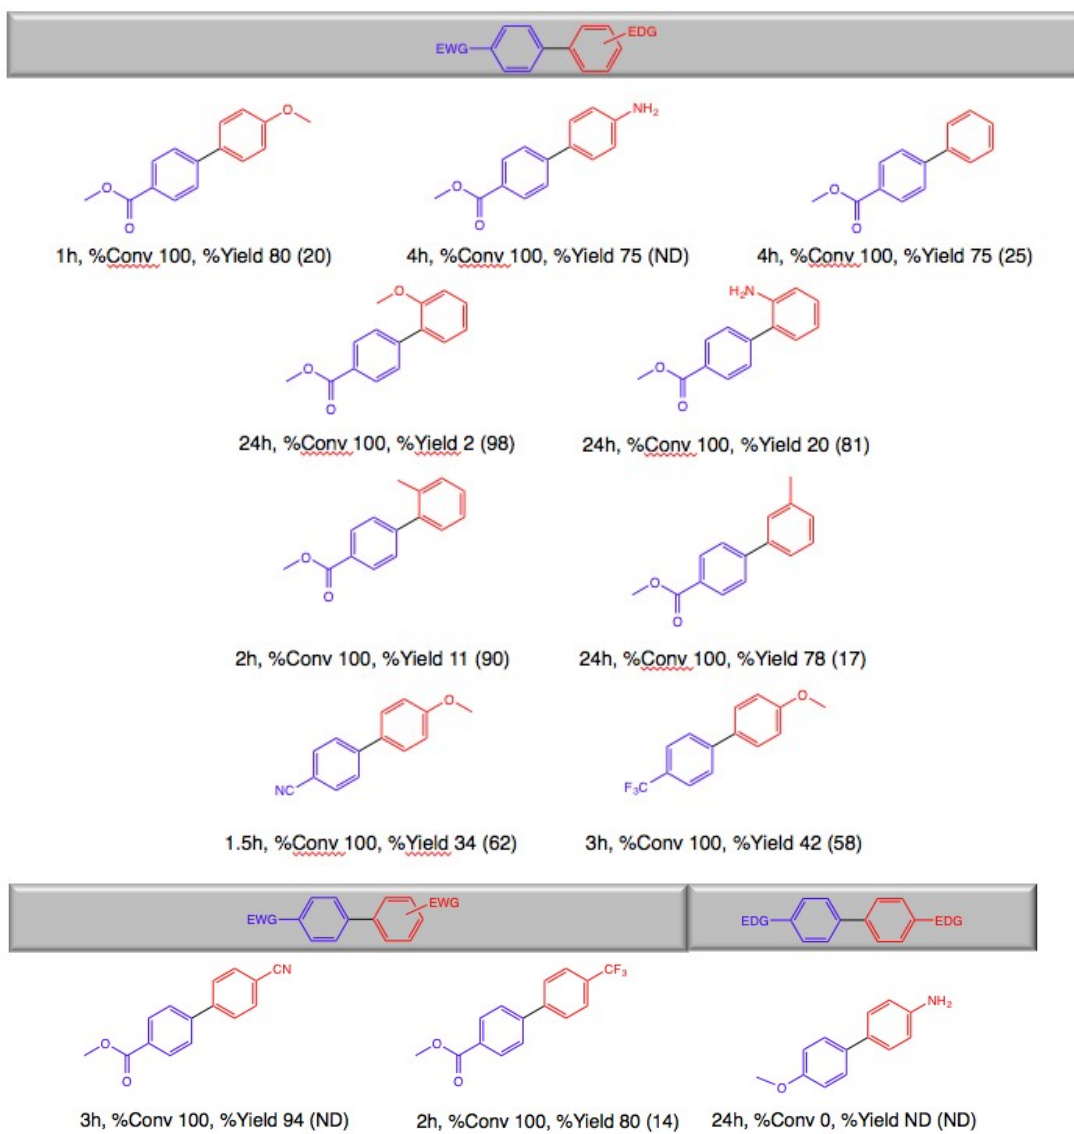 EWG EDG
O
NH₂
O
O
O
O
O
O
1h, %Conv 100, %Yield 80 (20) 4h, %Conv 100, %Yield 75 (ND) 4h, %Conv 100, %Yield 75 (25)
O
H₂N
O
O
O
O
24h, %Conv 100, %Yield 2 (98) 24h, %Conv 100, %Yield 20 (81)
O
O
O
O
2h, %Conv 100, %Yield 11 (90) 24h, %Conv 100, %Yield 78 (17)
O
O
NC
F₃C
1.5h, %Conv 100, %Yield 34 (62) 3h, %Conv 100, %Yield 42 (58)
EWG EWG
EDG EDG
CN
CF₃
NH₂
O
O
O
O
O
3h, %Conv 100, %Yield 94 (ND) 2h, %Conv 100, %Yield 80 (14) 24h, %Conv 0, %Yield ND (ND)